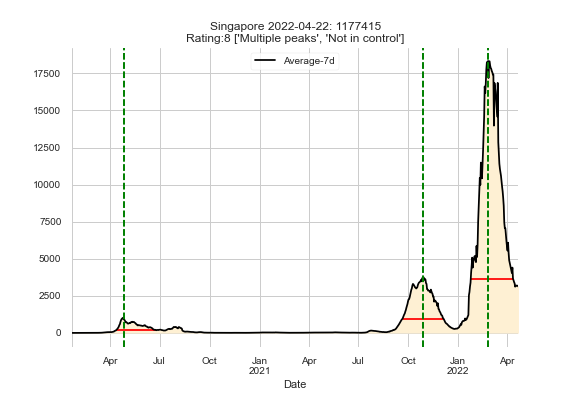 Singapore 2022-04-22: 1177415
Rating:8 ['Multiple peaks', 'Not in control']
Average-7d
17500
15000
12500
10000
7500
5000
2500
0
Apr Jul Oct Jan Apr Jul Oct Jan Apr
2021 2022
Date